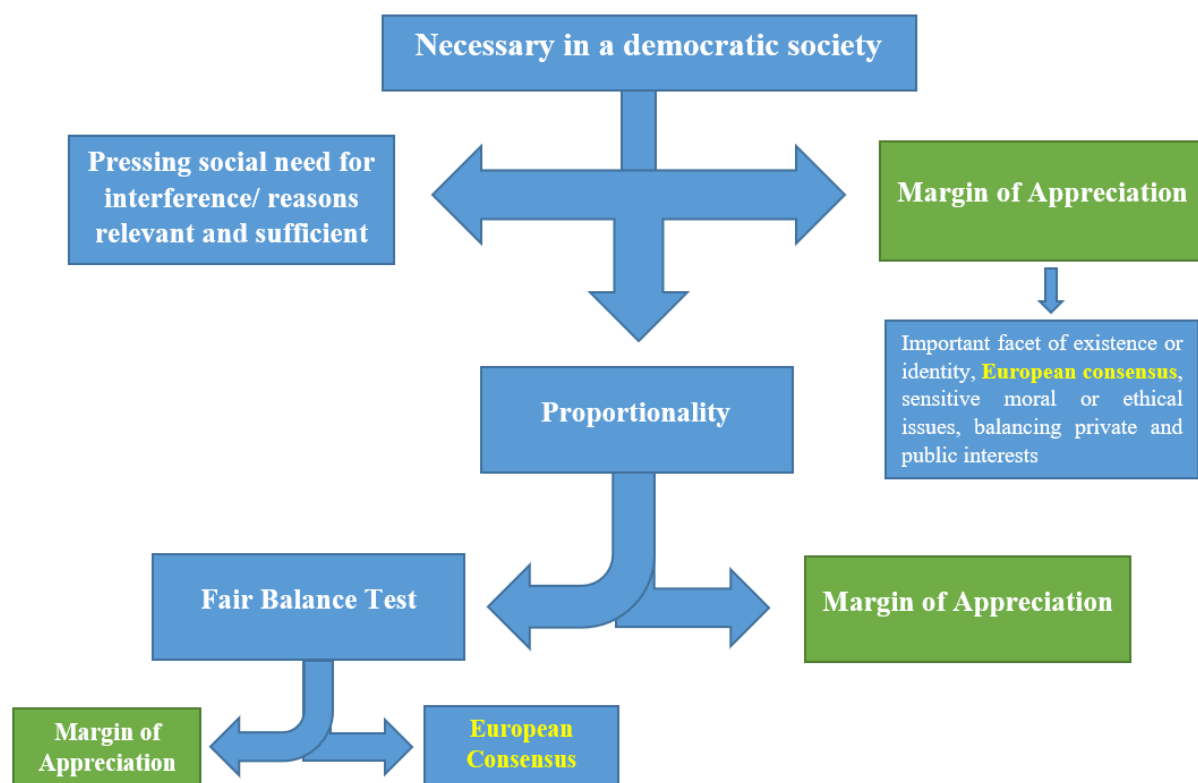 Necessary in a democratic society
Pressing social need for
interference/ reasons
relevant and sufficient
Margin of Appreciation
Important facet of existence or
identity, European consensus,
sensitive moral or ethical
issues, balancing private and
public interests
Proportionality
Fair Balance Test
Margin of Appreciation
Margin of
Appreciation
European
Consensus